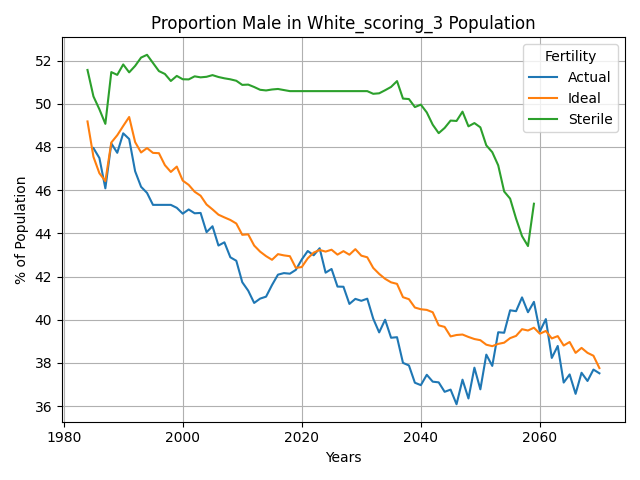 Proportion Male in White_scoring_3 Population
% of Population
52
50
48
46
44
42
40
38
36
Fertility
Actual
Ideal
Sterile
1980
2000
2020
2040
2060
Years